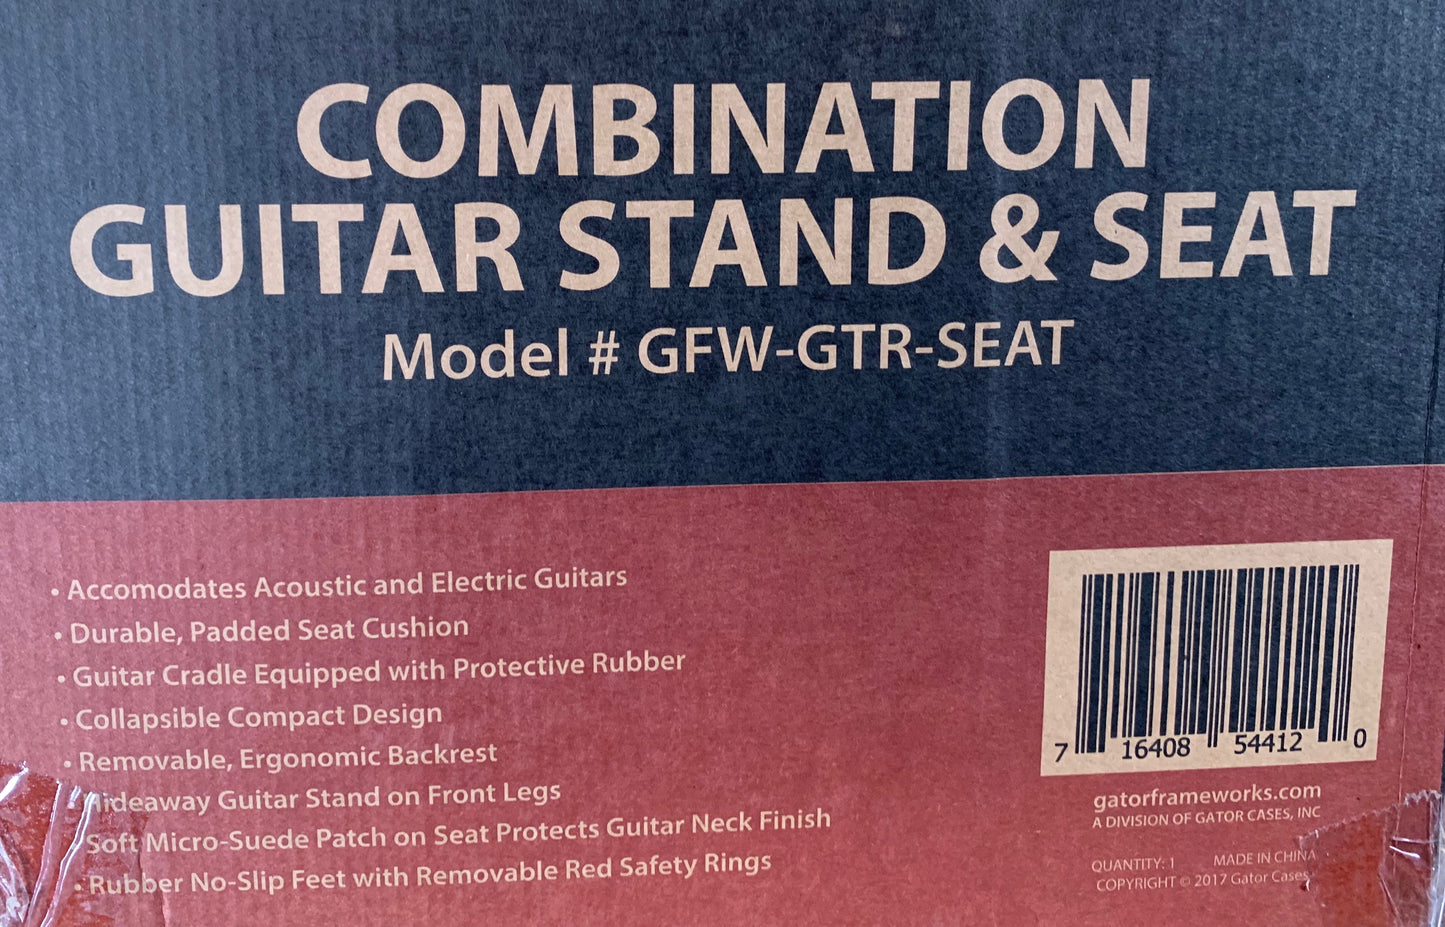 COMBINATION
GUITAR STAND & SEAT
Model # GFW-GTR-SEAT
• Accomodates Acoustic and Electric Guitars
• Durable, Padded Seat Cushion
• Guitar Cradle Equipped with Protective Rubber
• Collapsible Compact Design
• Removable, Ergonomic Backrest
• Hideaway Guitar Stand on Front Legs
Soft Micro-Suede Patch on Seat Protects Guitar Neck Finish
• Rubber No-Slip Feet with Removable Red Safety Rings
7 16408 54412 0
gatorframeworks.com
A DIVISION OF GATOR CASES, INC
QUANTITY: 1 MADE IN CHINA
COPYRIGHT © 2017 Gator Cases